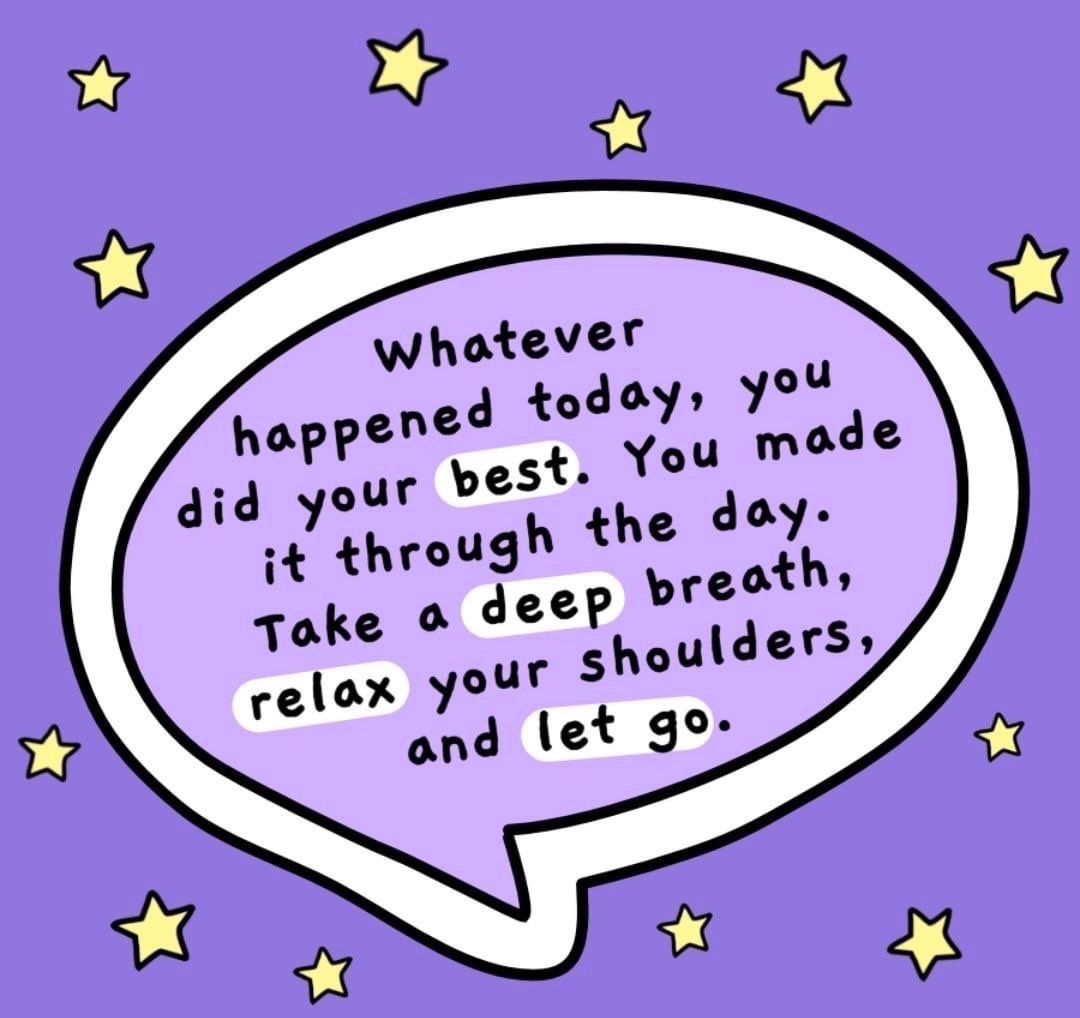 Whatever
happened today, you
did your best. You made
it through the day.
Take a deep breath,
relax your shoulders,
and let go.